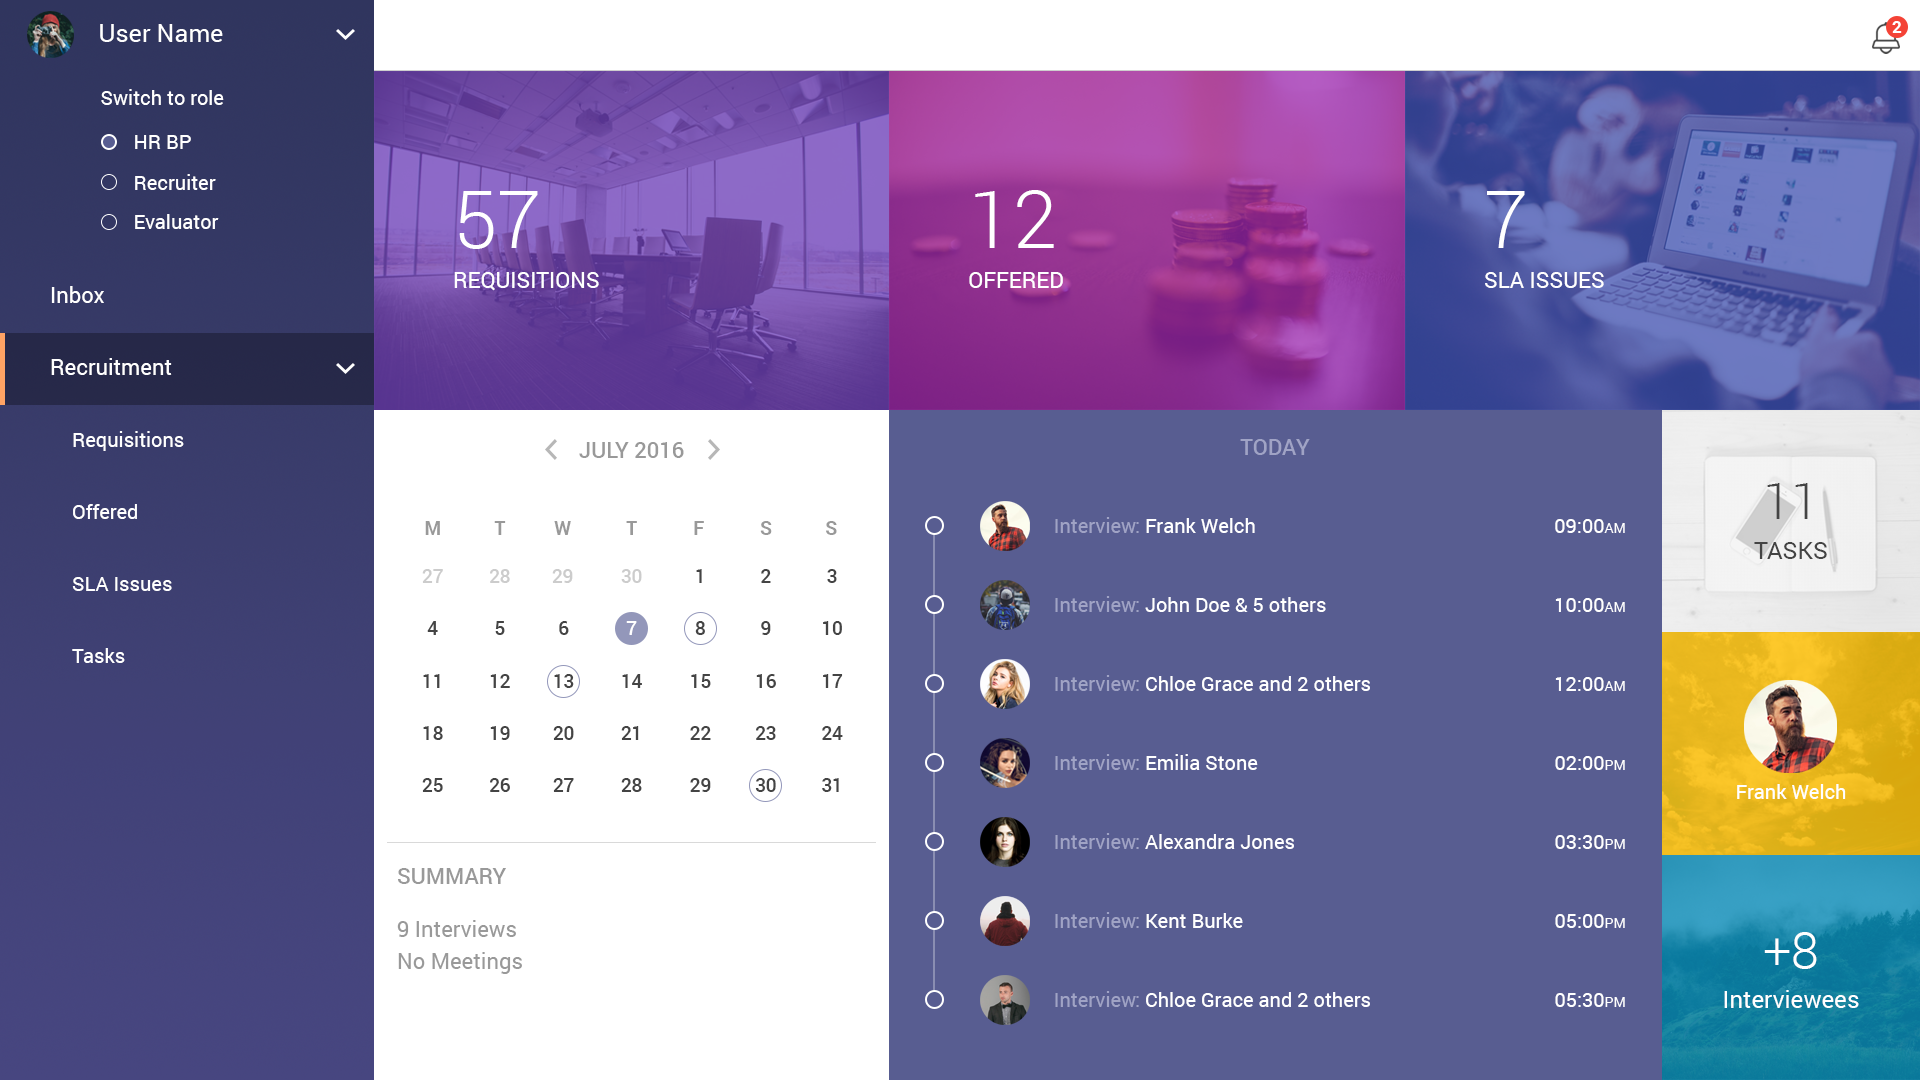 User Name
2
Switch to role
HR BP
Recruiter
Evaluator
Inbox
Recruitment
Requisitions
Offered
SLA Issues
Tasks
57
REQUISITIONS
12
OFFERED
7
SLA ISSUES
JULY 2016
M T W T F S S
27 28 29 30 1 2 3
4 5 6 7 8 9 10
11 12 13 14 15 16 17
18 19 20 21 22 23 24
25 26 27 28 29 30 31
SUMMARY
9 Interviews
No Meetings
TODAY
Interview: Frank Welch 09:00AM
Interview: John Doe & 5 others 10:00AM
Interview: Chloe Grace and 2 others 12:00AM
Interview: Emilia Stone 02:00PM
Interview: Alexandra Jones 03:30PM
Interview: Kent Burke 05:00PM
Interview: Chloe Grace and 2 others 05:30PM
11
TASKS
Frank Welch
+8
Interviewees